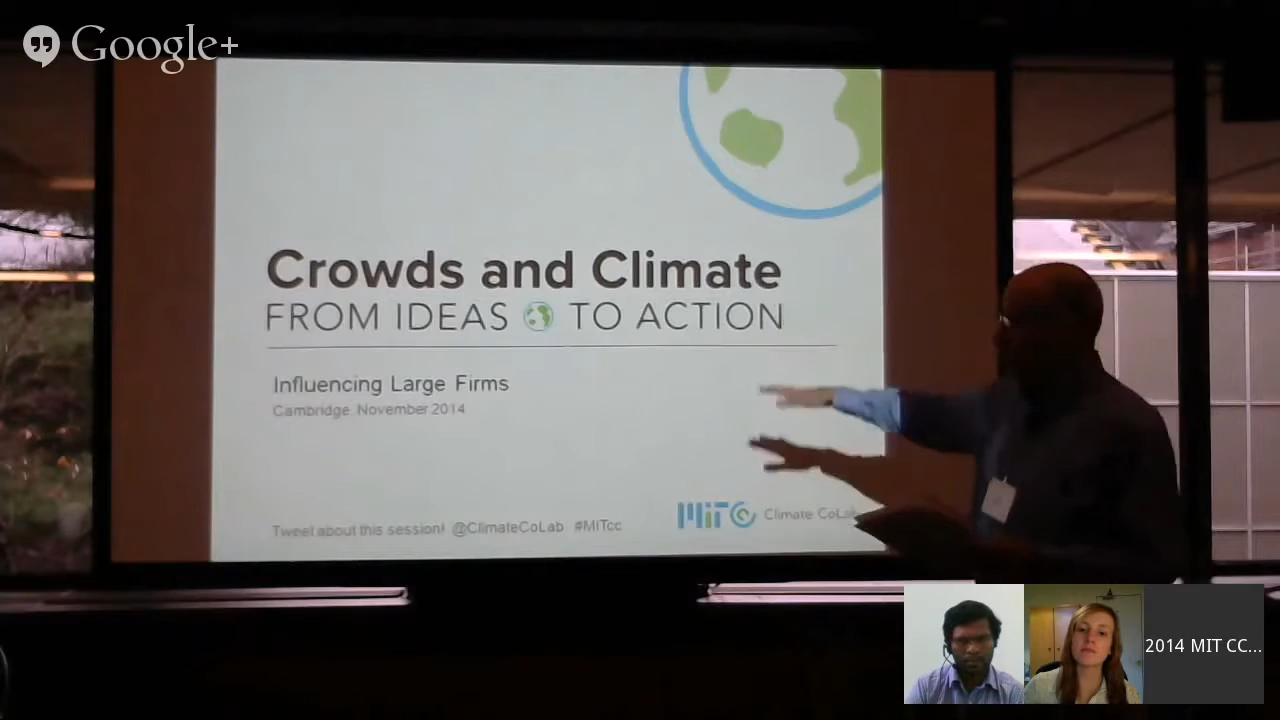 Google+
Crowds and Climate
FROM IDEAS TO ACTION
Influencing Large Firms
Cambridge, November 2014
Tweet about this session! @ClimateCoLab #MITcc
MIT Climate CoLab
2014 MIT CC...